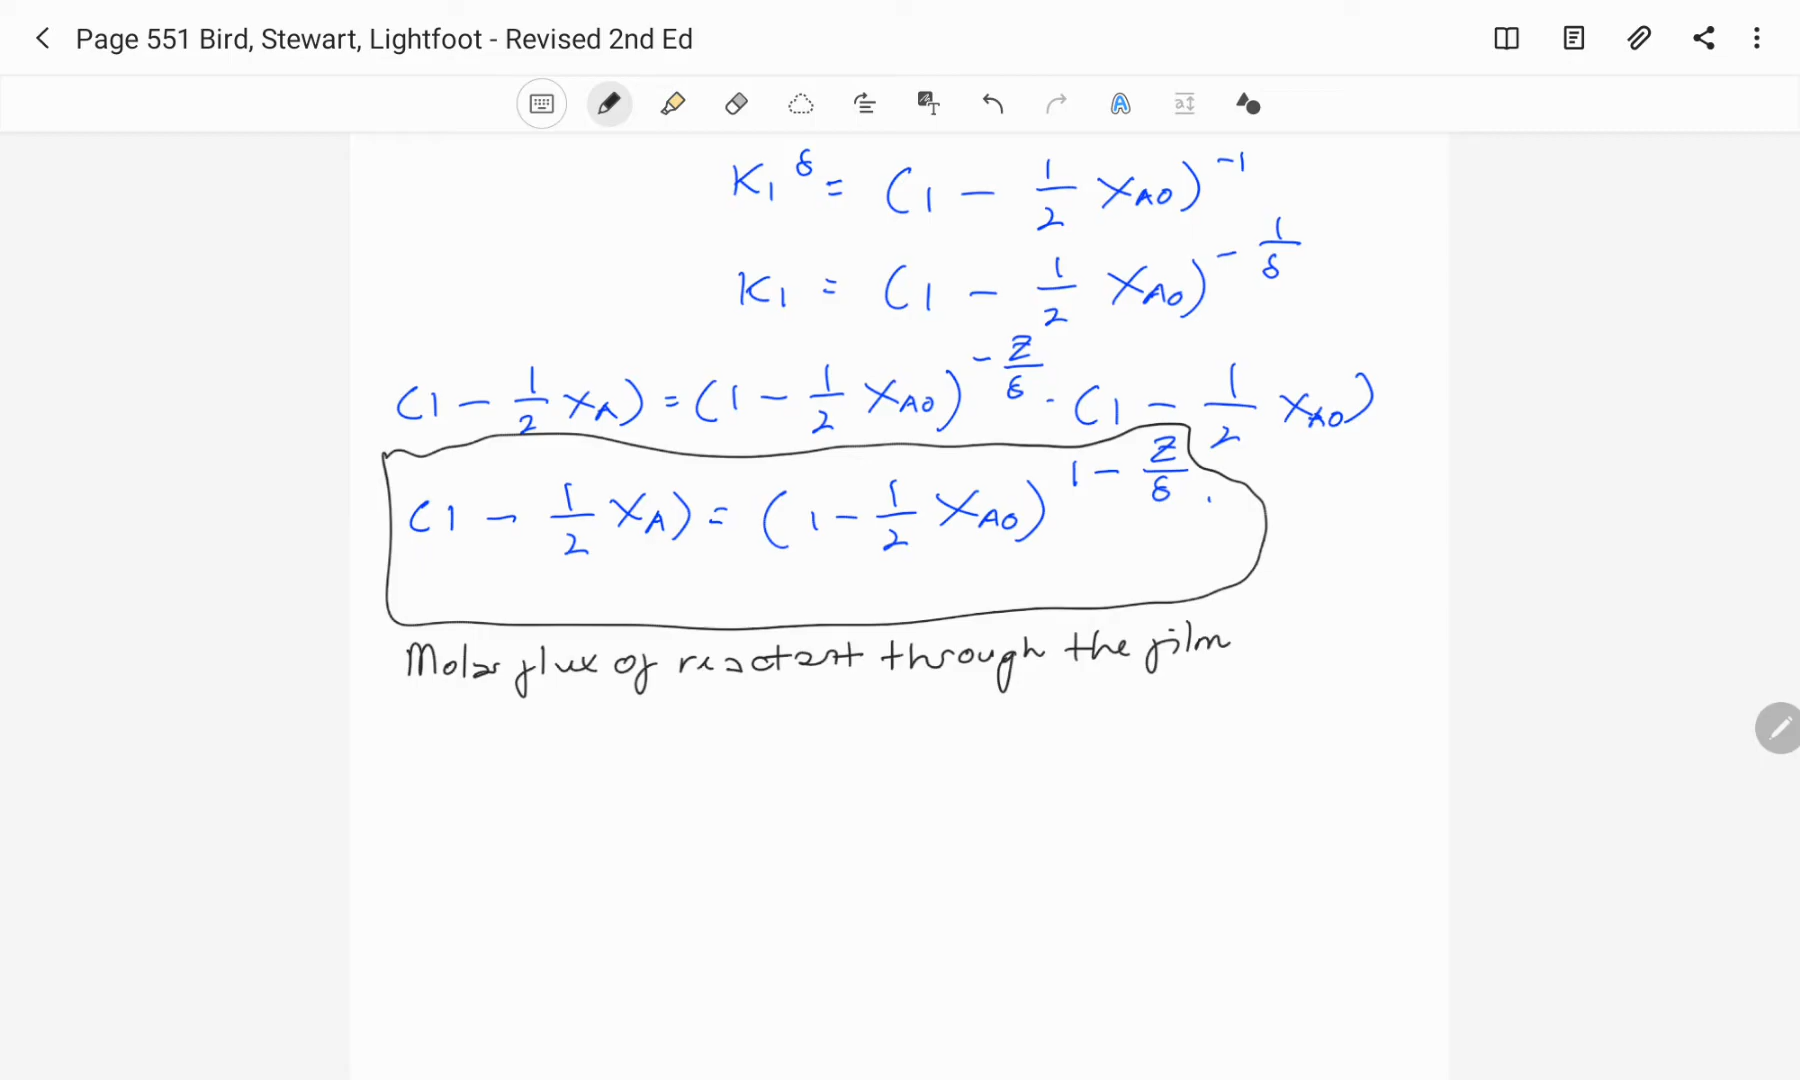 Page 551 Bird, Stewart, Lightfoot - Revised 2nd Ed
K₁^δ = (1 - 1/2 X_A0)^-1
K₁ = (1 - 1/2 X_A0)^(-1/δ)
(1 - 1/2 X_A) = (1 - 1/2 X_A0)^(-Z/δ) · (1 - 1/2 X_A0)
(1 - 1/2 X_A) = (1 - 1/2 X_A0)^(1 - Z/δ) .
Molar flux of reactant through the film